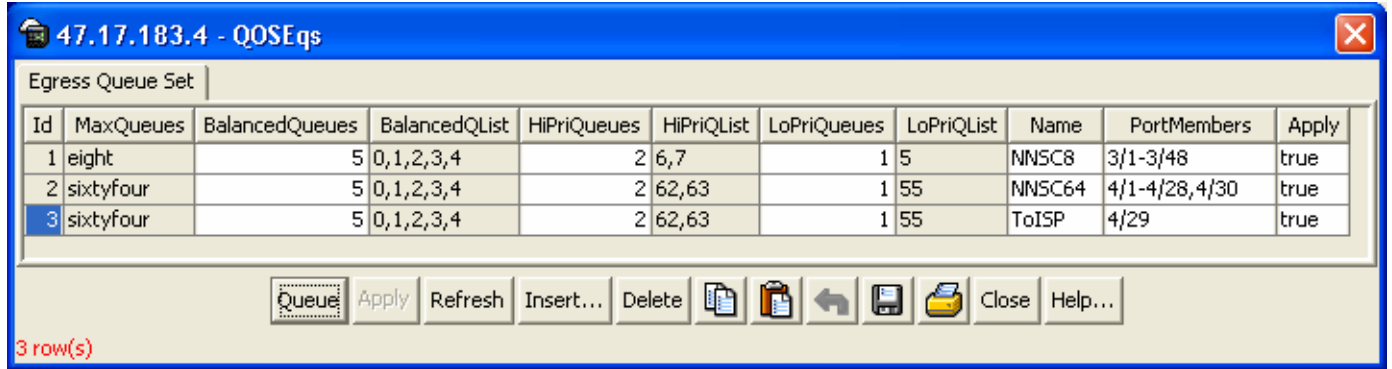 47.17.183.4 - QOSEqs
Egress Queue Set
Id MaxQueues BalancedQueues BalancedQList HiPriQueues HiPriQList LoPriQueues LoPriQList Name PortMembers Apply
1 eight 5 0,1,2,3,4 2 6,7 1 5 NNSC8 3/1-3/48 true
2 sixtyfour 5 0,1,2,3,4 2 62,63 1 55 NNSC64 4/1-4/28,4/30 true
3 sixtyfour 5 0,1,2,3,4 2 62,63 1 55 ToISP 4/29 true
Queue Apply Refresh Insert... Delete Close Help...
3 row(s)